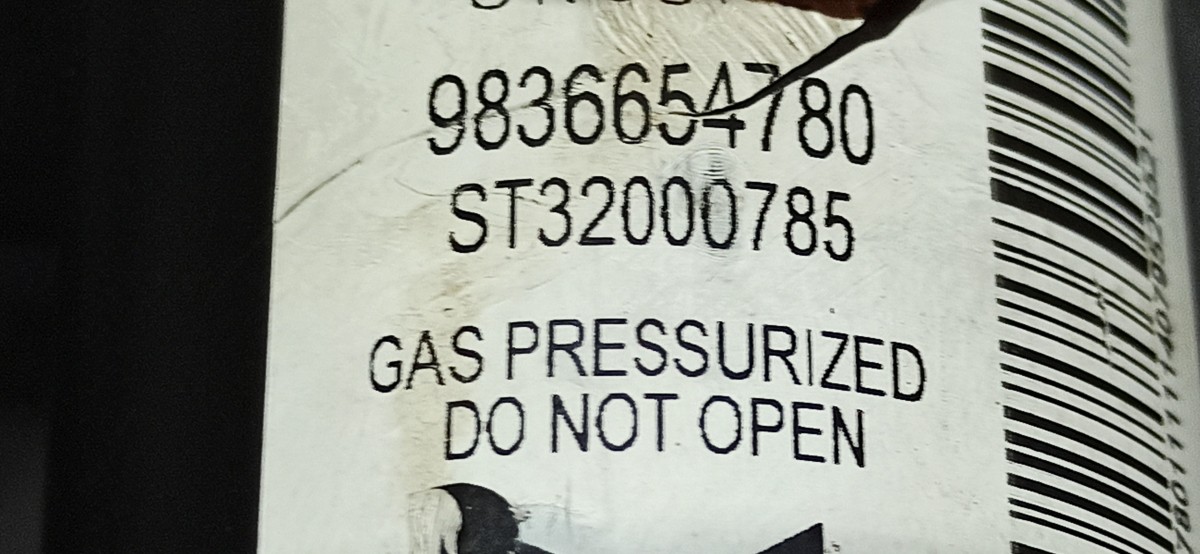 9836654780
ST32000785
GAS PRESSURIZED
DO NOT OPEN